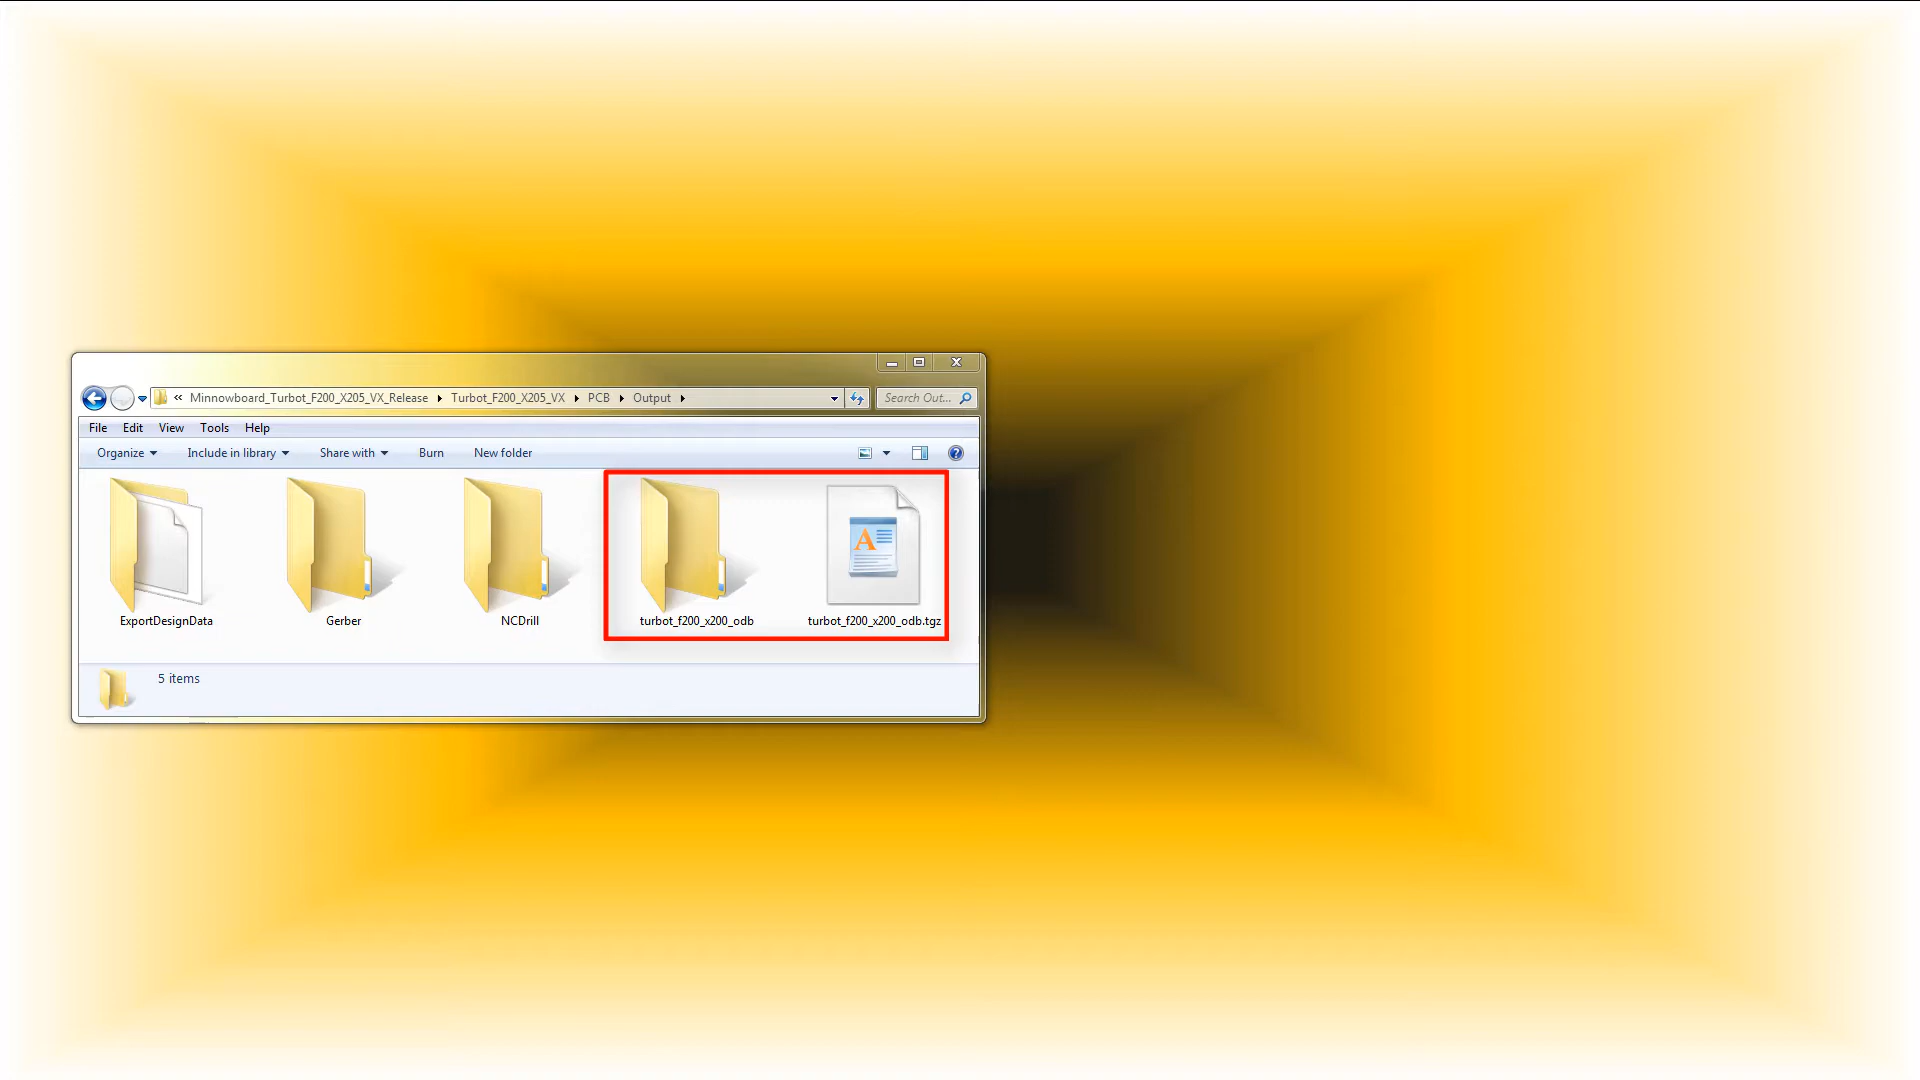 « Minnowboard_Turbot_F200_X205_VX_Release Turbot_F200_X205_VX PCB Output Search Out...
File Edit View Tools Help
Organize Include in library Share with Burn New folder
A
ExportDesignData Gerber NCDrill turbot_f200_x200_odb turbot_f200_x200_odb.tgz
5 items